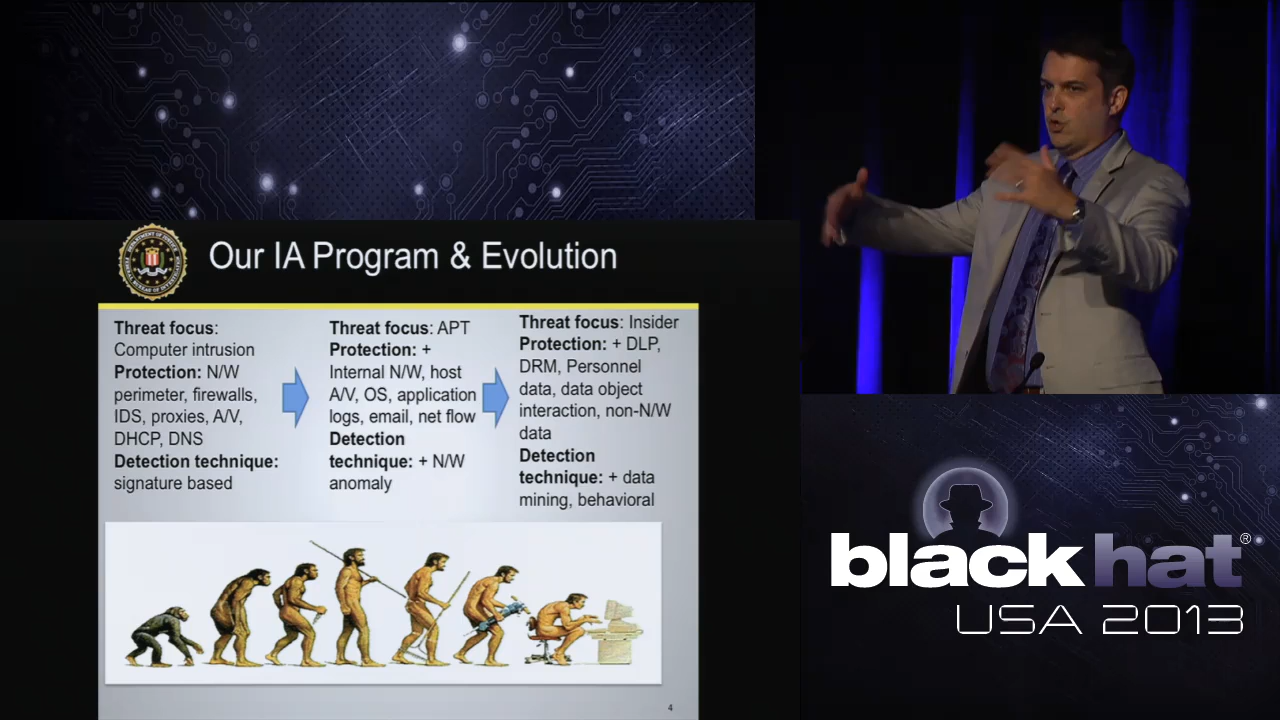 Our IA Program & Evolution
Threat focus:
Computer intrusion
Protection: N/W
perimeter, firewalls,
IDS, proxies, A/V,
DHCP, DNS
Detection technique:
signature based
Threat focus: APT
Protection: +
Internal N/W, host
A/V, OS, application
logs, email, net flow
Detection
technique: + N/W
anomaly
Threat focus: Insider
Protection: + DLP,
DRM, Personnel
data, data object
interaction, non-N/W
data
Detection
technique: + data
mining, behavioral
4
blackhat®
USA 2013